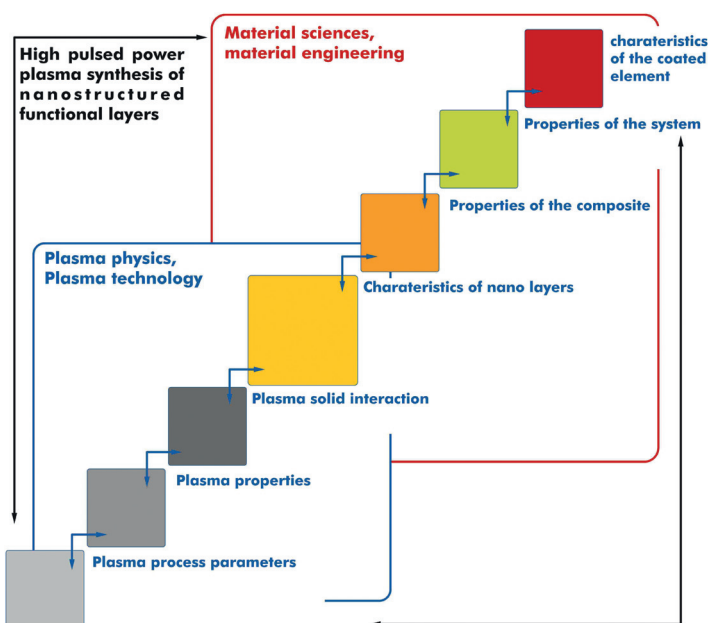 High pulsed power
plasma synthesis of
nanostructured
functional layers
Material sciences,
material engineering
charateristics
of the coated
element
Properties of the system
Properties of the composite
Plasma physics,
Plasma technology
Charateristics of nano layers
Plasma solid interaction
Plasma properties
Plasma process parameters